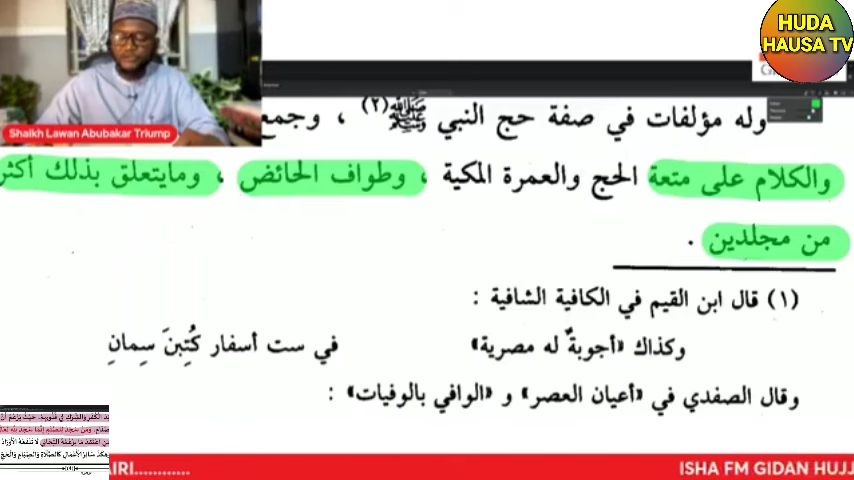 HUDA
HAUSA TV
Shaikh Lawan Abubakar Triump
وله مؤلفات في صفة حج النبي ﷺ (٢) ، وجمع
والكلام على متعة الحج والعمرة المكية ، وطواف الحائض ، ومايتعلق بذلك أكثر
من مجلدين .
(١) قال ابن القيم في الكافية الشافية :
وكذاك «أجوبةٌ له مصرية» في ست أسفار كُتِبنَ سِمانِ
وقال الصفدي في «أعيان العصر» و «الوافي بالوفيات» :
IRI............ ISHA FM GIDAN HUJJ